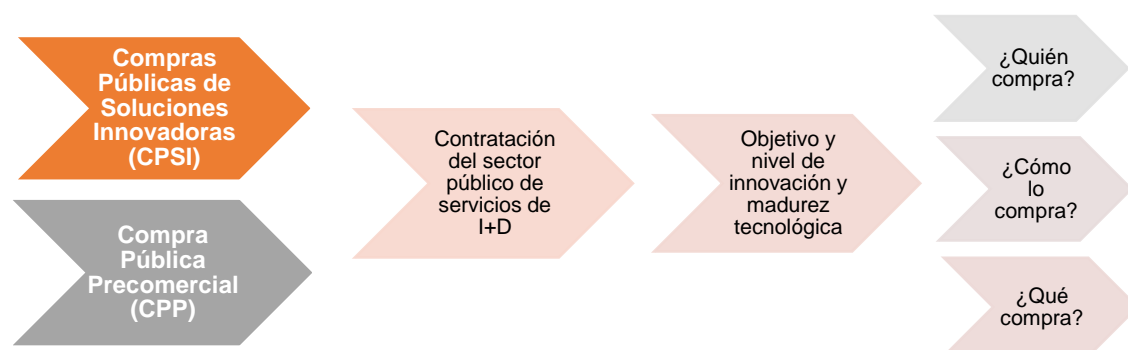 Compras
Públicas de
Soluciones
Innovadoras
(CPSI)
Compra
Pública
Precomercial
(CPP)
Contratación
del sector
público de
servicios de
I+D
Objetivo y
nivel de
innovación y
madurez
tecnológica
¿Quién
compra?
¿Cómo
lo
compra?
¿Qué
compra?